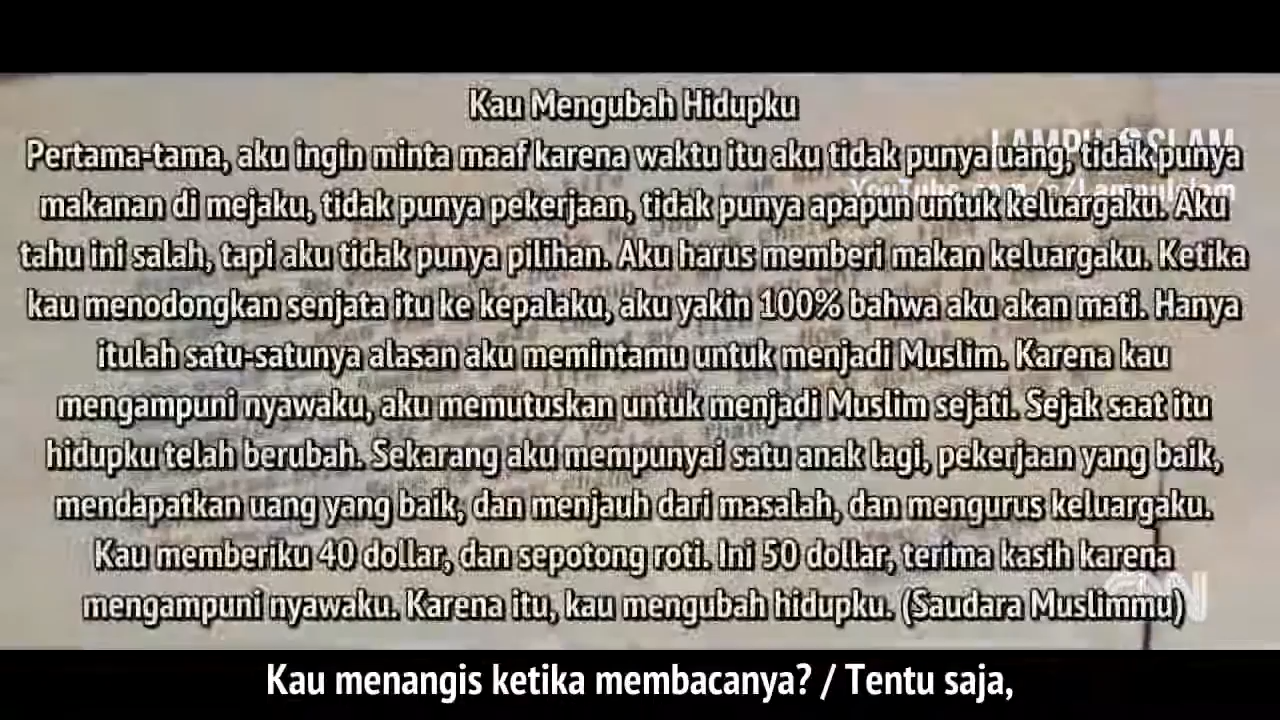 Kau Mengubah Hidupku
Pertama-tama, aku ingin minta maaf karena waktu itu aku tidak punya uang, tidak punya
makanan di mejaku, tidak punya pekerjaan, tidak punya apapun untuk keluargaku. Aku
tahu ini salah, tapi aku tidak punya pilihan. Aku harus memberi makan keluargaku. Ketika
kau menodongkan senjata itu ke kepalaku, aku yakin 100% bahwa aku akan mati. Hanya
itulah satu-satunya alasan aku memintamu untuk menjadi Muslim. Karena kau
mengampuni nyawaku, aku memutuskan untuk menjadi Muslim sejati. Sejak saat itu
hidupku telah berubah. Sekarang aku mempunyai satu anak lagi, pekerjaan yang baik,
mendapatkan uang yang baik, dan menjauh dari masalah, dan mengurus keluargaku.
Kau memberiku 40 dollar, dan sepotong roti. Ini 50 dollar, terima kasih karena
mengampuni nyawaku. Karena itu, kau mengubah hidupku. (Saudara Muslimmu)
CNN
Kau menangis ketika membacanya? / Tentu saja,